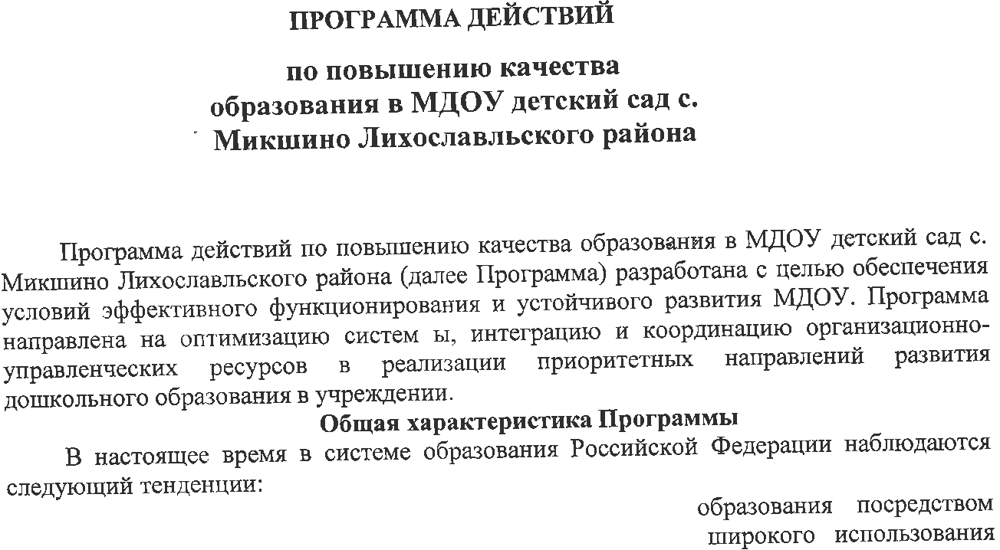 ПРОГРАММА ДЕЙСТВИЙ
по повышению качества
образования в МДОУ детский сад с.
Микшино Лихославльского района
Программа действий по повышению качества образования в МДОУ детский сад с.
Микшино Лихославльского района (далее Программа) разработана с целью обеспечения
условий эффективного функционирования и устойчивого развития МДОУ. Программа
направлена на оптимизацию систем ы, интеграцию и координацию организационно-
управленческих ресурсов в реализации приоритетных направлений развития
дошкольного образования в учреждении.
Общая характеристика Программы
В настоящее время в системе образования Российской Федерации наблюдаются
следующий тенденции:
образования посредством
широкого использования